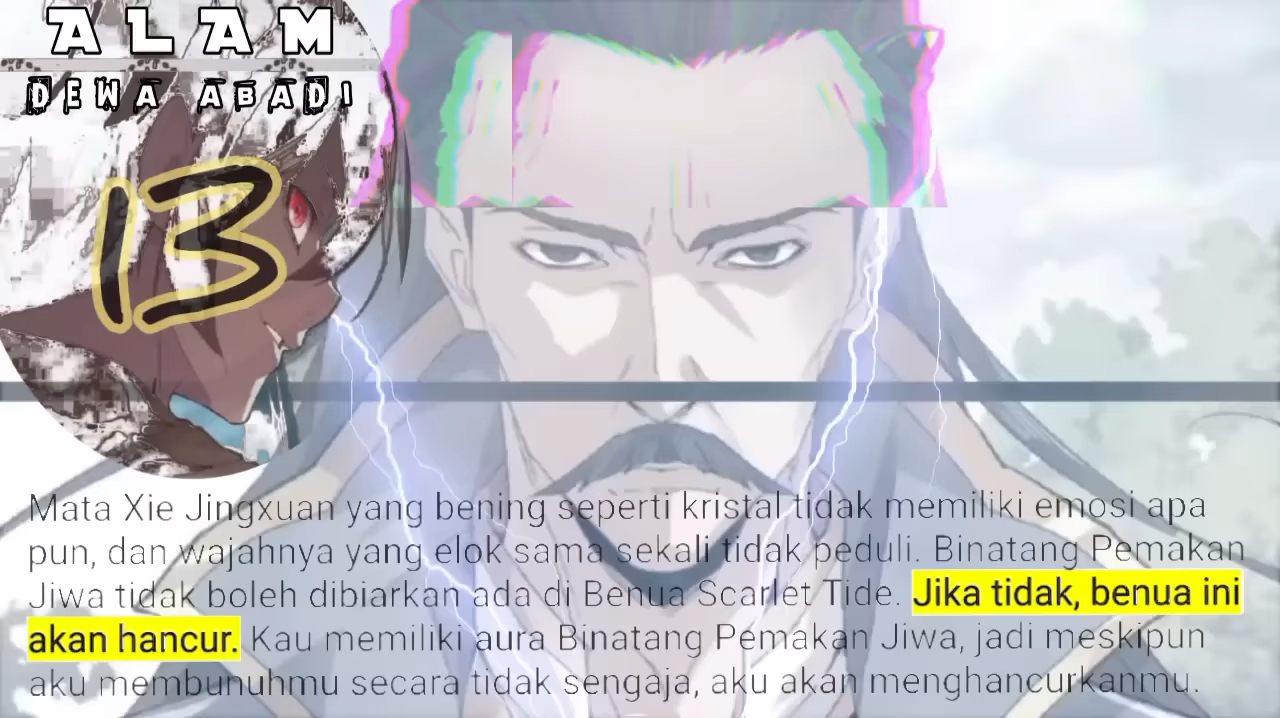 ALAM
DEWA ABADI
13
Mata Xie Jingxuan yang bening seperti kristal tidak memiliki emosi apa
pun, dan wajahnya yang elok sama sekali tidak peduli. Binatang Pemakan
Jiwa tidak boleh dibiarkan ada di Benua Scarlet Tide. Jika tidak, benua ini
akan hancur. Kau memiliki aura Binatang Pemakan Jiwa, jadi meskipun
aku membunuhmu secara tidak sengaja, aku akan menghancurkanmu.